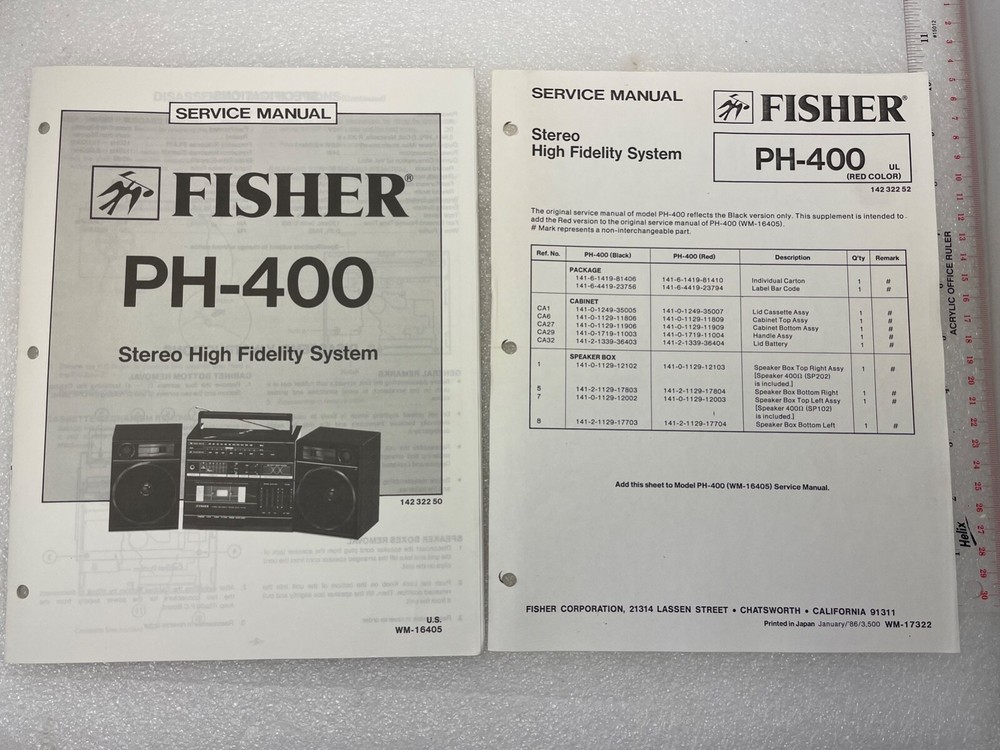 SERVICE MANUAL
FISHER®
PH-400
Stereo High Fidelity System
142 322 50
U.S.
WM-16405
SERVICE MANUAL
FISHER®
Stereo
High Fidelity System
PH-400 UL
(RED COLOR)
142 322 52
The original service manual of model PH-400 reflects the Black version only. This supplement is intended to
add the Red version to the original service manual of PH-400 (WM-16405).
# Mark represents a non-interchangeable part.
Ref. No. PH-400 (Black) PH-400 (Red) Description Q'ty Remark
PACKAGE
141-6-1419-81406 141-6-1419-81410 Individual Carton 1 #
141-6-4419-23756 141-6-4419-23794 Label Bar Code 1 #
CABINET
CA1 141-0-1249-35005 141-0-1249-35007 Lid Cassette Assy 1 #
CA6 141-0-1129-11806 141-0-1129-11809 Cabinet Top Assy 1 #
CA27 141-0-1129-11906 141-0-1129-11909 Cabinet Bottom Assy 1 #
CA29 141-0-1719-11003 141-0-1719-11004 Handle Assy 1 #
CA32 141-2-1339-36403 141-2-1339-36404 Lid Battery 1 #
SPEAKER BOX
1 141-0-1129-12102 141-0-1129-12103 Speaker Box Top Right Assy 1 #
[Speaker 400Ω (SP202)
is included.]
5 141-2-1129-17803 141-2-1129-17804 Speaker Box Bottom Right 1 #
7 141-0-1129-12002 141-0-1129-12003 Speaker Box Top Left Assy 1 #
[Speaker 400Ω (SP102)
is included.]
8 141-2-1129-17703 141-2-1129-17704 Speaker Box Bottom Left 1 #
Add this sheet to Model PH-400 (WM-16405) Service Manual.
FISHER CORPORATION, 21314 LASSEN STREET • CHATSWORTH • CALIFORNIA 91311
Printed in Japan January/'86/3,500 WM-17322
ACRYLIC OFFICE RULER
Helix